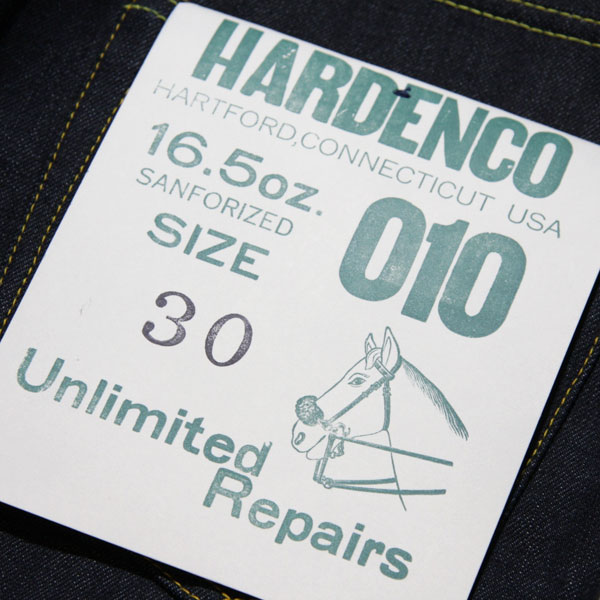 HARDENCO
HARTFORD,CONNECTICUT USA
16.5oz.
SANFORIZED
SIZE
010
30
Unlimited
Repairs